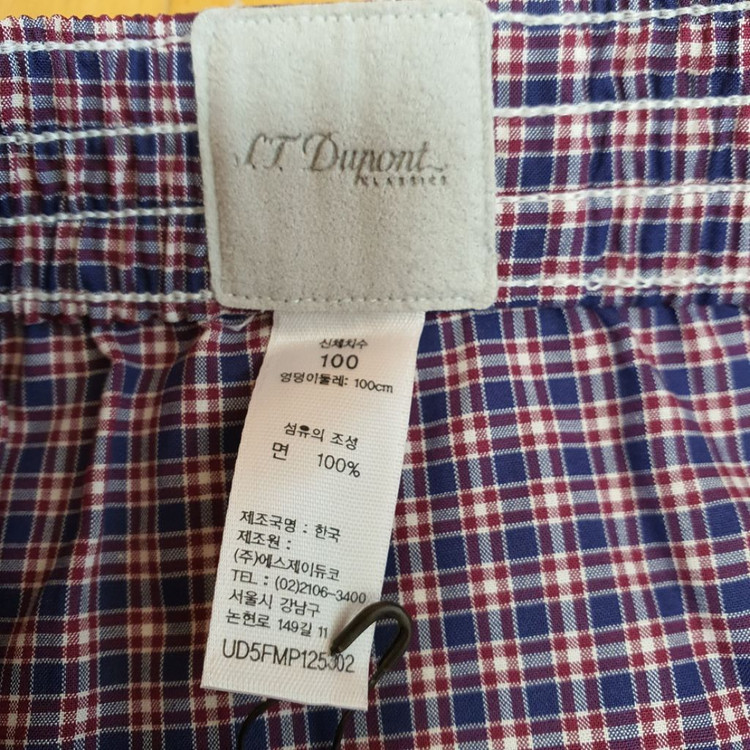 S.T. Dupont
CLASSICS
신체치수
100
엉덩이둘레: 100cm
섬유의 조성
면 100%
제조국명 : 한국
제조원 :
(주)에스제이듀코
TEL : (02)2106-3400
서울시 강남구
논현로 149길 11
UD5FMP125302